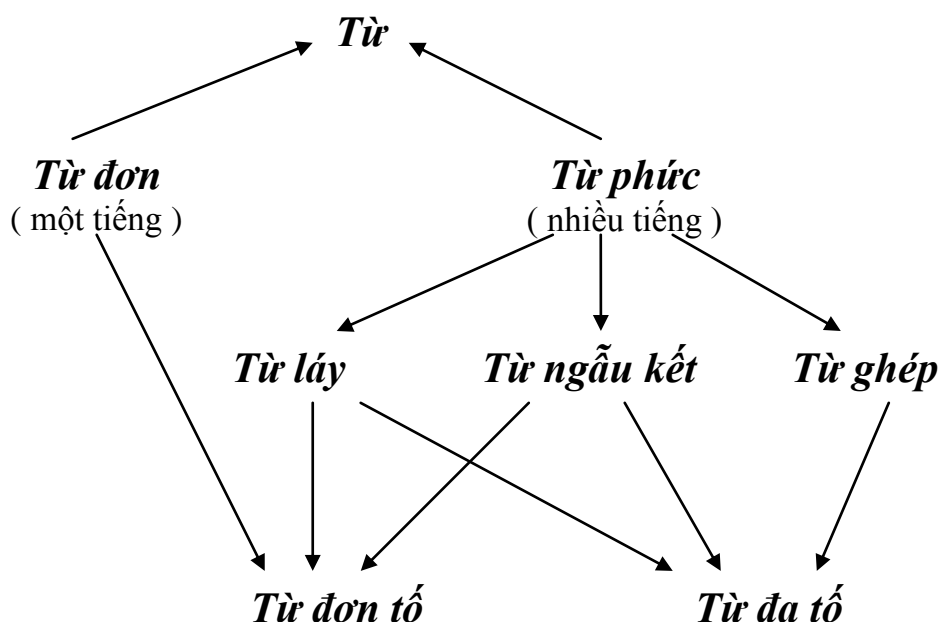 Từ
Từ đơn
( một tiếng )
Từ phức
( nhiều tiếng )
Từ láy
Từ ngẫu kết
Từ ghép
Từ đơn tố
Từ đa tố